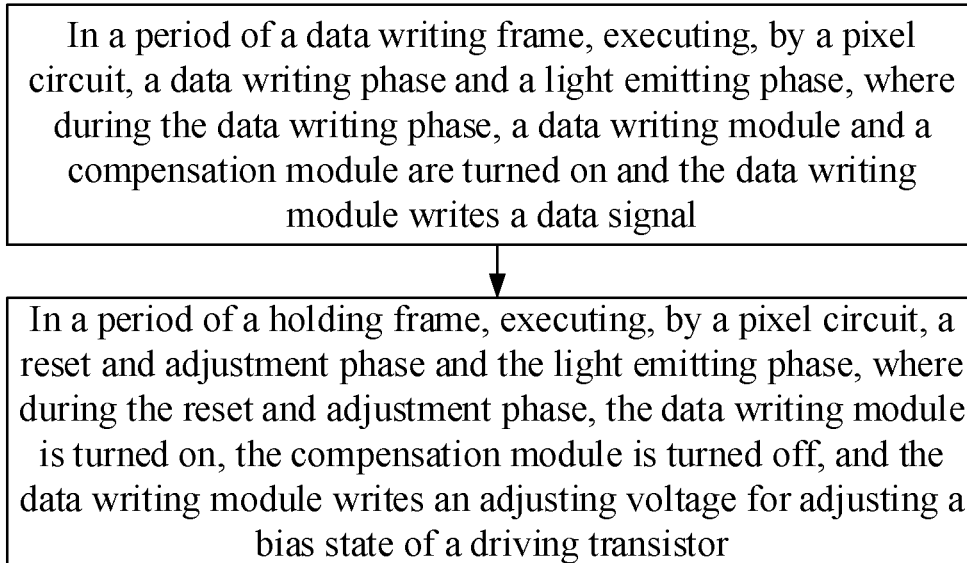 In a period of a data writing frame, executing, by a pixel
circuit, a data writing phase and a light emitting phase, where
during the data writing phase, a data writing module and a
compensation module are turned on and the data writing
module writes a data signal
In a period of a holding frame, executing, by a pixel circuit, a
reset and adjustment phase and the light emitting phase, where
during the reset and adjustment phase, the data writing module
is turned on, the compensation module is turned off, and the
data writing module writes an adjusting voltage for adjusting a
bias state of a driving transistor